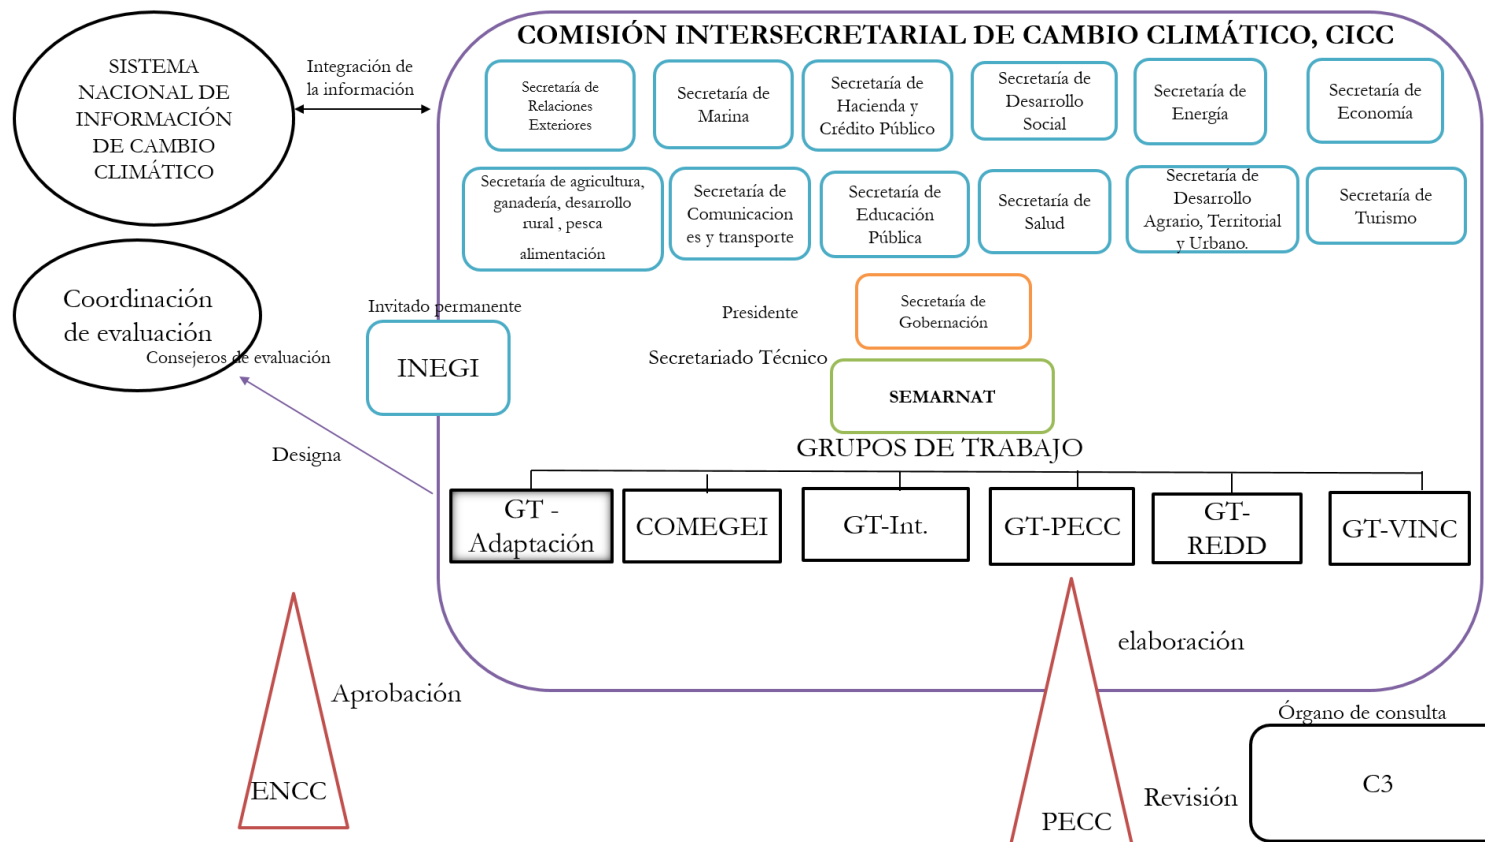 COMISIÓN INTERSECRETARIAL DE CAMBIO CLIMÁTICO, CICC
SISTEMA
NACIONAL DE
INFORMACIÓN
DE CAMBIO
CLIMÁTICO
Integración de
la información
Secretaría de
Relaciones
Exteriores
Secretaría de
Marina
Secretaría de
Hacienda y
Crédito Público
Secretaría de
Desarrollo
Social
Secretaría de
Energía
Secretaría de
Economía
Secretaría de agricultura,
ganadería, desarrollo
rural , pesca
alimentación
Secretaría de
Comunicacion
es y transporte
Secretaría de
Educación
Pública
Secretaría de
Salud
Secretaría de
Desarrollo
Agrario, Territorial
y Urbano.
Secretaría de
Turismo
Coordinación
de evaluación
Consejeros de evaluación
Invitado permanente
INEGI
Presidente
Secretaría de
Gobernación
Secretariado Técnico
SEMARNAT
Designa
GRUPOS DE TRABAJO
GT -
Adaptación
COMEGEI
GT-Int.
GT-PECC
GT-
REDD
GT-VINC
elaboración
Aprobación
ENCC
PECC
Revisión
Órgano de consulta
C3